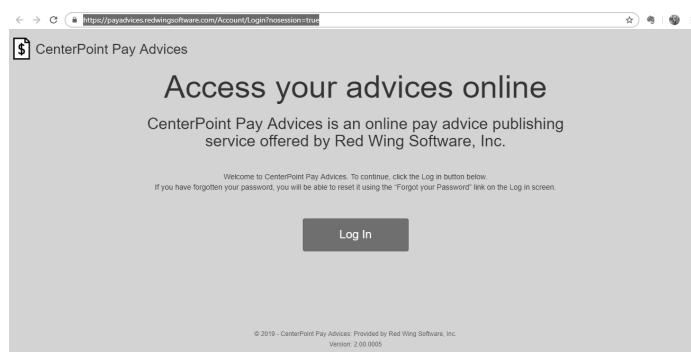 https://payadvices.redwingsoftware.com/Account/Login?nosession=true
$ CenterPoint Pay Advices
Access your advices online
CenterPoint Pay Advices is an online pay advice publishing
service offered by Red Wing Software, Inc.
Welcome to CenterPoint Pay Advices. To continue, click the Log in button below.
If you have forgotten your password, you will be able to reset it using the "Forgot your Password" link on the Log in screen.
Log In
© 2019 - CenterPoint Pay Advices: Provided by Red Wing Software, Inc.
Version: 2.00.0005